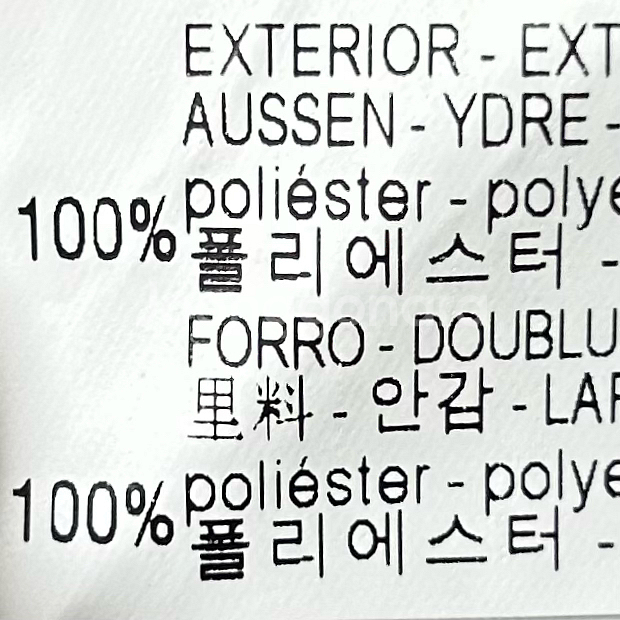 EXTERIOR - EXT
AUSSEN - YDRE -
100% poliéster - polye
폴리에스터 -
FORRO - DOUBLU
里料 - 안감 - LAR
100% poliéster - polye
폴리에스터 -